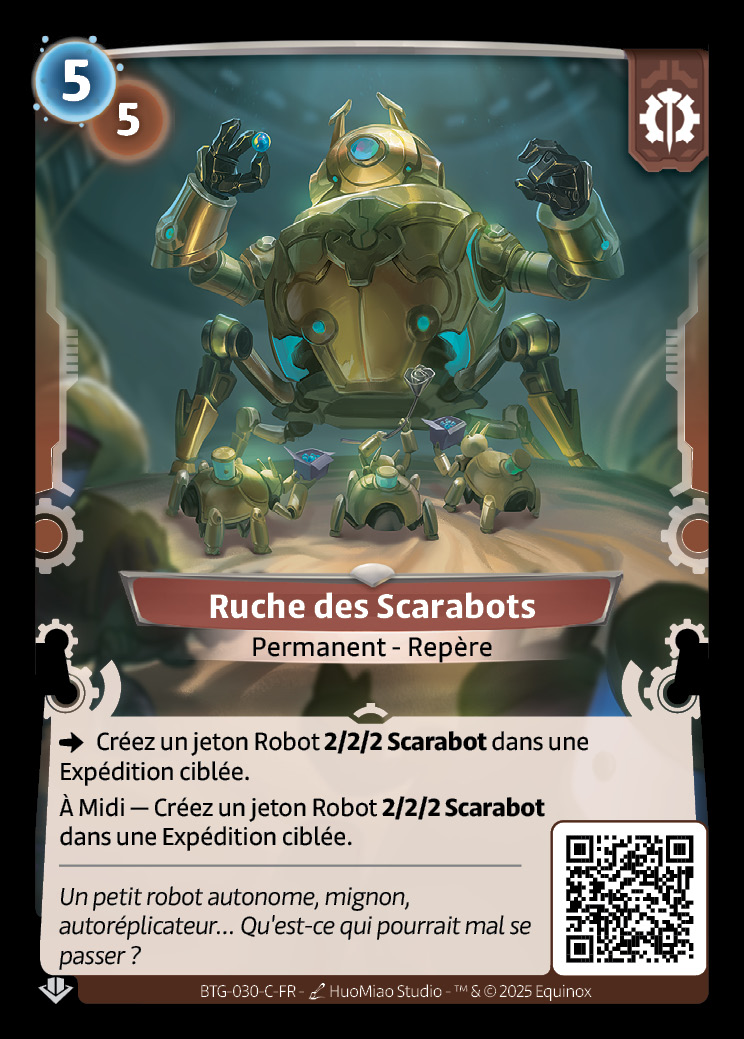 5
5
Ruche des Scarabots
Permanent - Repère
Créez un jeton Robot 2/2/2 Scarabot dans une
Expédition ciblée.
À Midi — Créez un jeton Robot 2/2/2 Scarabot
dans une Expédition ciblée.
Un petit robot autonome, mignon,
autoréplicateur... Qu'est-ce qui pourrait mal se
passer ?
BTG-030-C-FR - HuoMiao Studio - ™ & © 2025 Equinox